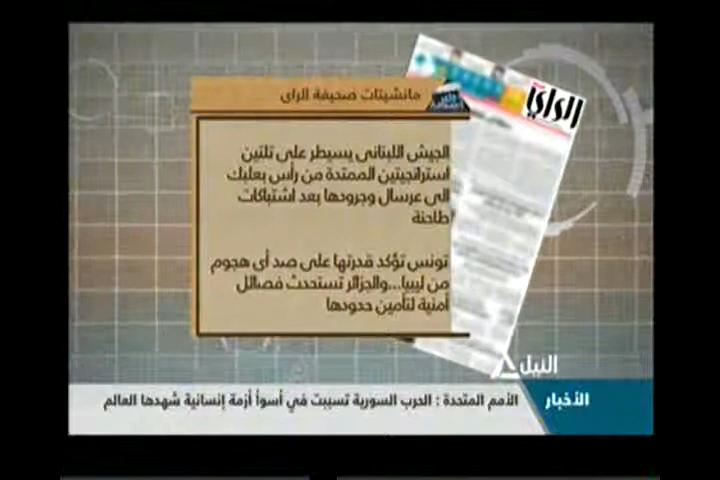 الراي
مانشيتات صحيفة الراى
الجيش اللبنانى يسيطر على تلتين
استراتجيتين الممتدة من رأس بعلبك
الى عرسال وجرودها بعد اشتباكات
طاحنة
تونس تؤكد قدرتها على صد أى هجوم
من ليبيا...والجزائر تستحدث فصائل
أمنية لتأمين حدودها
النيل
الأخبار
الأمم المتحدة : الحرب السورية تسببت في أسوأ أزمة إنسانية شهدها العالم